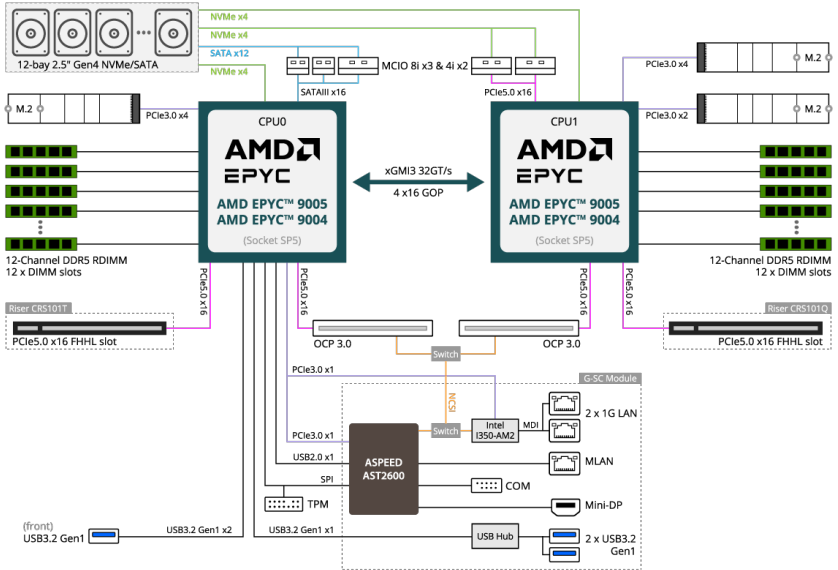 NVMe x4
NVMe x4
SATA x12
NVMe x4
12-bay 2.5" Gen4 NVMe/SATA
MCIO 8i x3 & 4i x2
SATAIII x16
PCIe5.0 x16
PCIe3.0 x4
M.2
M.2
PCIe3.0 x4
PCIe3.0 x2
M.2
CPU0
AMD
EPYC
AMD EPYC™ 9005
AMD EPYC™ 9004
(Socket SP5)
xGMI3 32GT/s
4 x16 GOP
CPU1
AMD
EPYC
AMD EPYC™ 9005
AMD EPYC™ 9004
(Socket SP5)
12-Channel DDR5 RDIMM
12 x DIMM slots
12-Channel DDR5 RDIMM
12 x DIMM slots
PCIe5.0 x16
PCIe5.0 x16
PCIe5.0 x16
PCIe5.0 x16
Riser CRS101T
PCIe5.0 x16 FHHL slot
OCP 3.0
OCP 3.0
Riser CRS101Q
PCIe5.0 x16 FHHL slot
Switch
PCIe3.0 x1
G-SC Module
NCSI
Switch
Intel
I350-AM2
MDI
2 x 1G LAN
PCIe3.0 x1
USB2.0 x1
ASPEED
AST2600
MLAN
SPI
COM
TPM
Mini-DP
(front)
USB3.2 Gen1
USB3.2 Gen1 x2
USB3.2 Gen1 x1
USB Hub
2 x USB3.2
Gen1